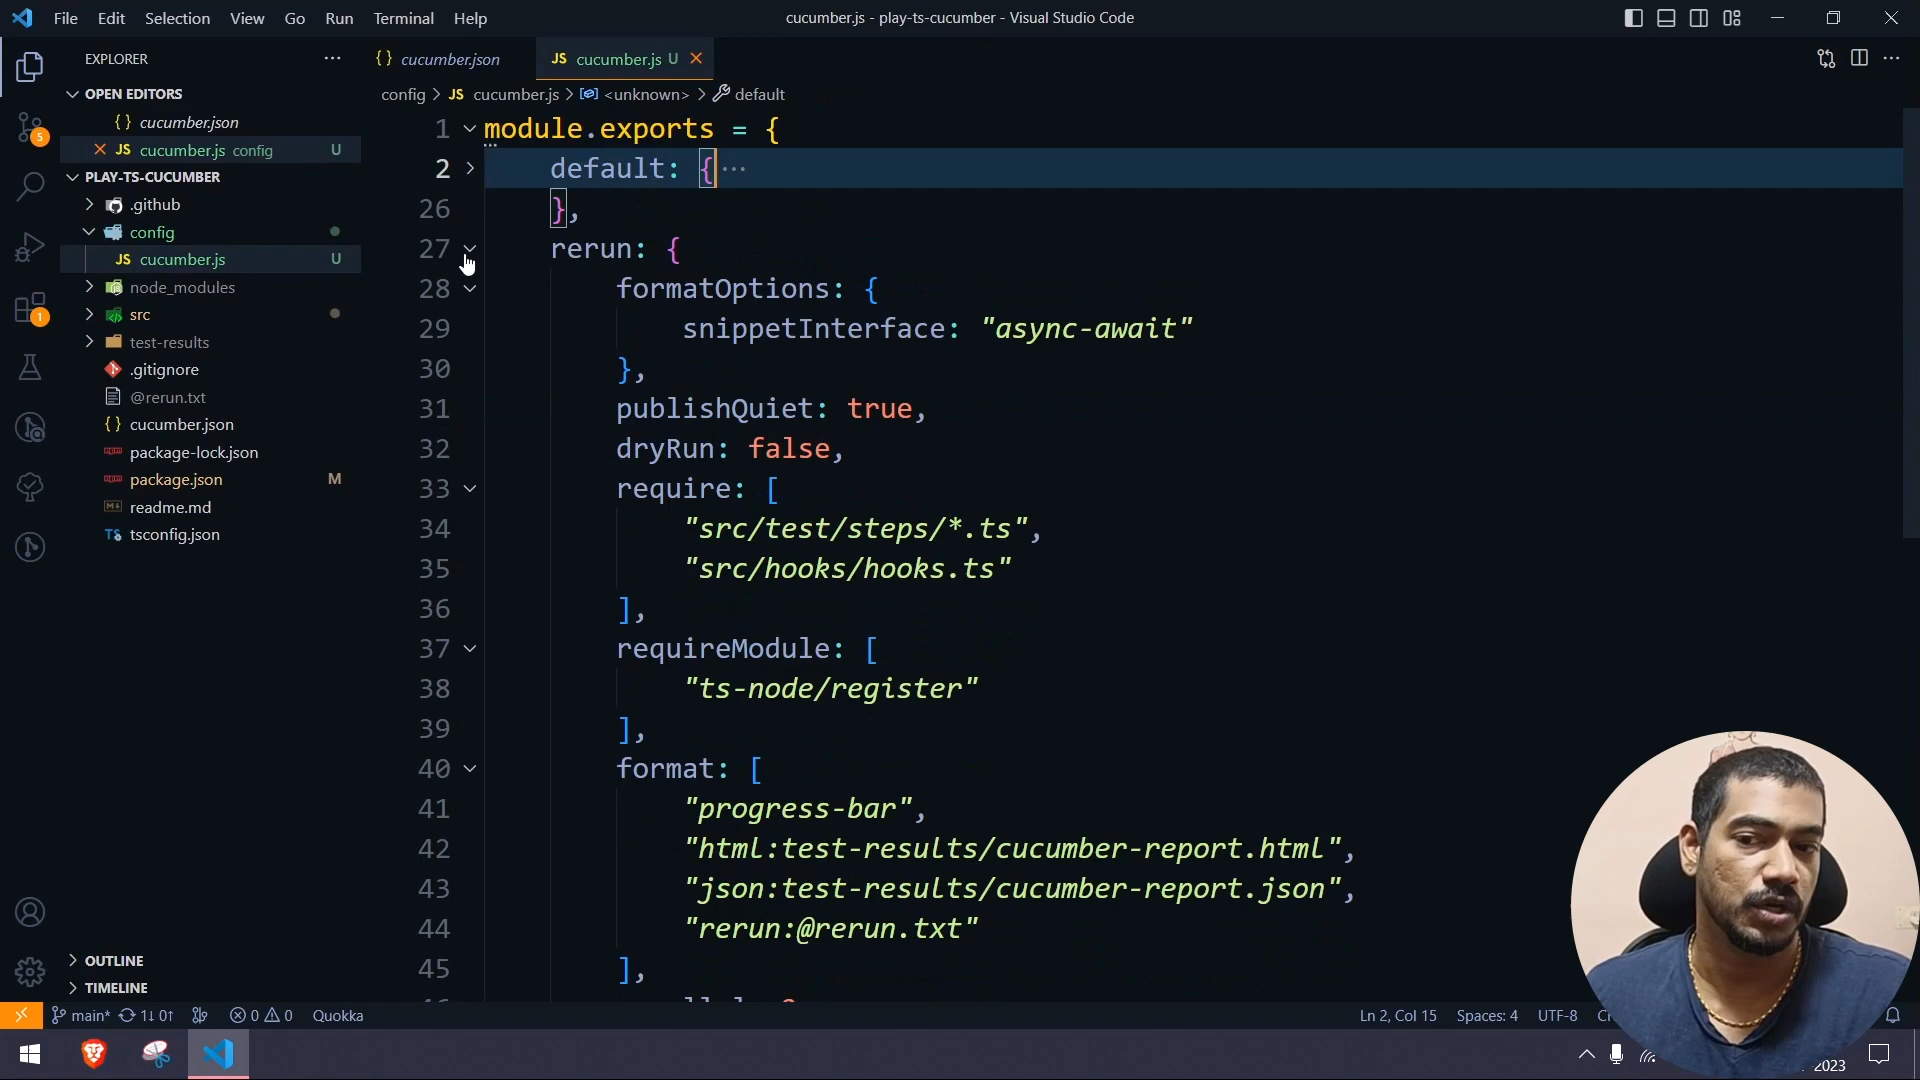 File Edit Selection View Go Run Terminal Help
cucumber.js - play-ts-cucumber - Visual Studio Code
EXPLORER
OPEN EDITORS
{} cucumber.json
JS cucumber.js config U
PLAY-TS-CUCUMBER
.github
config
JS cucumber.js U
node_modules
src
test-results
.gitignore
@rerun.txt
{} cucumber.json
package-lock.json
package.json M
readme.md
TS tsconfig.json
OUTLINE
TIMELINE
5
1
{} cucumber.json
JS cucumber.js U
config > JS cucumber.js > <unknown> > default
1 module.exports = {
2 default: { ···
26 },
27 rerun: {
28 formatOptions: {
29 snippetInterface: "async-await"
30 },
31 publishQuiet: true,
32 dryRun: false,
33 require: [
34 "src/test/steps/*.ts",
35 "src/hooks/hooks.ts"
36 ],
37 requireModule: [
38 "ts-node/register"
39 ],
40 format: [
41 "progress-bar",
42 "html:test-results/cucumber-report.html",
43 "json:test-results/cucumber-report.json",
44 "rerun:@rerun.txt"
45 ],
main* 1↓ 0↑ 0 0 Quokka
Ln 2, Col 15 Spaces: 4 UTF-8
2023